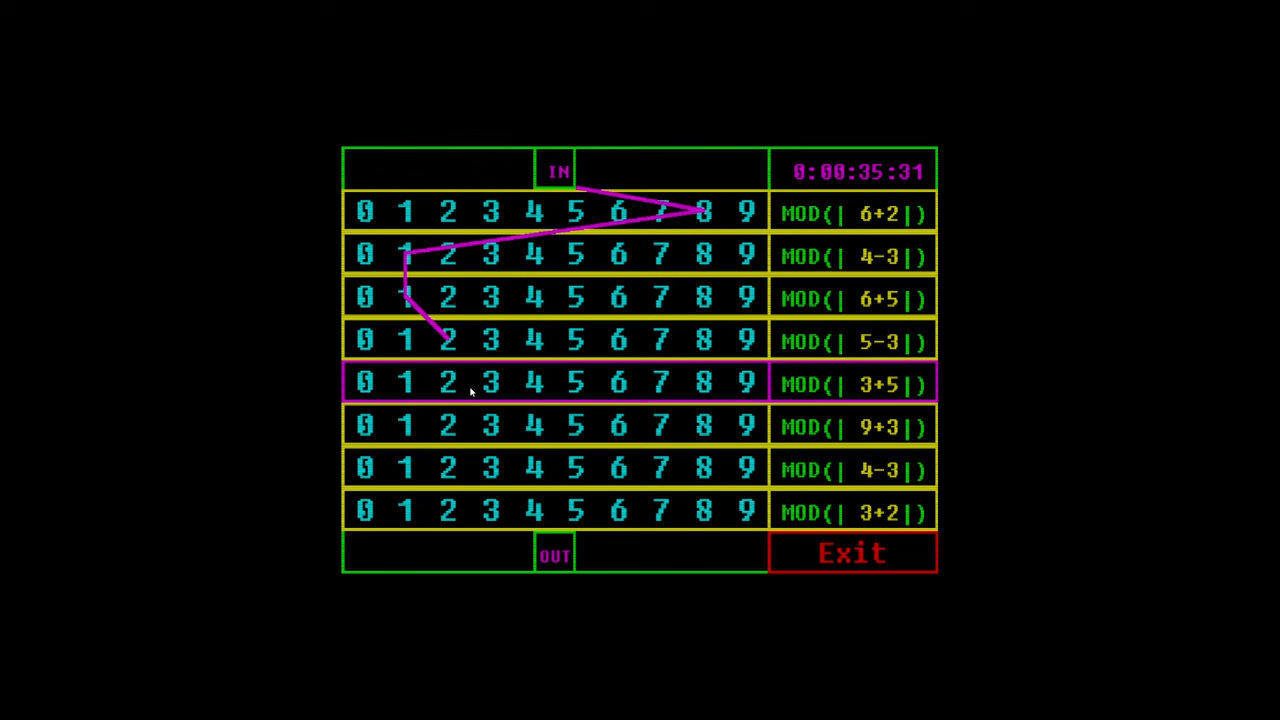 IN 0:00:35:31
0 1 2 3 4 5 6 7 8 9 MOD(| 6+2|)
0 1 2 3 4 5 6 7 8 9 MOD(| 4-3|)
0 1 2 3 4 5 6 7 8 9 MOD(| 6+5|)
0 1 2 3 4 5 6 7 8 9 MOD(| 5-3|)
0 1 2 3 4 5 6 7 8 9 MOD(| 3+5|)
0 1 2 3 4 5 6 7 8 9 MOD(| 9+3|)
0 1 2 3 4 5 6 7 8 9 MOD(| 4-3|)
0 1 2 3 4 5 6 7 8 9 MOD(| 3+2|)
OUT Exit